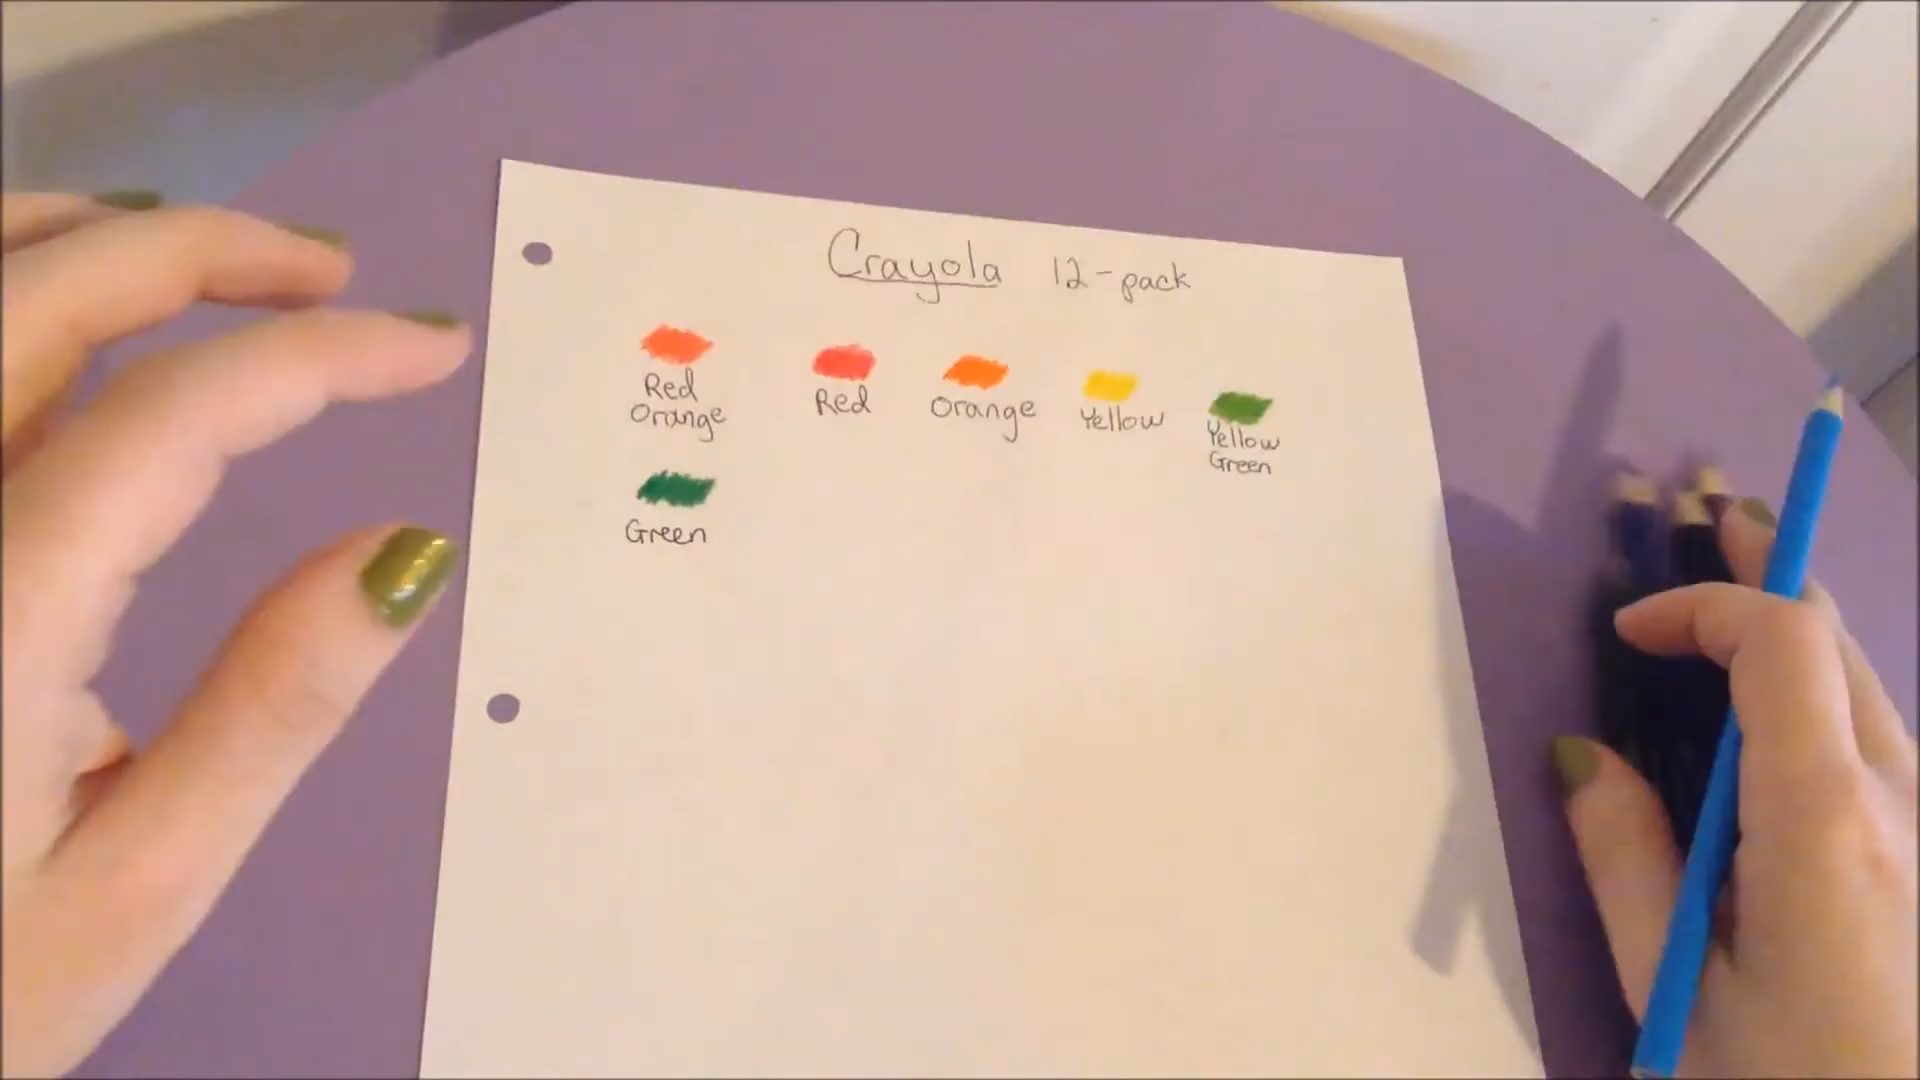 Crayola 12-pack
Red
Orange
Red
Orange
Yellow
Yellow
Green
Green